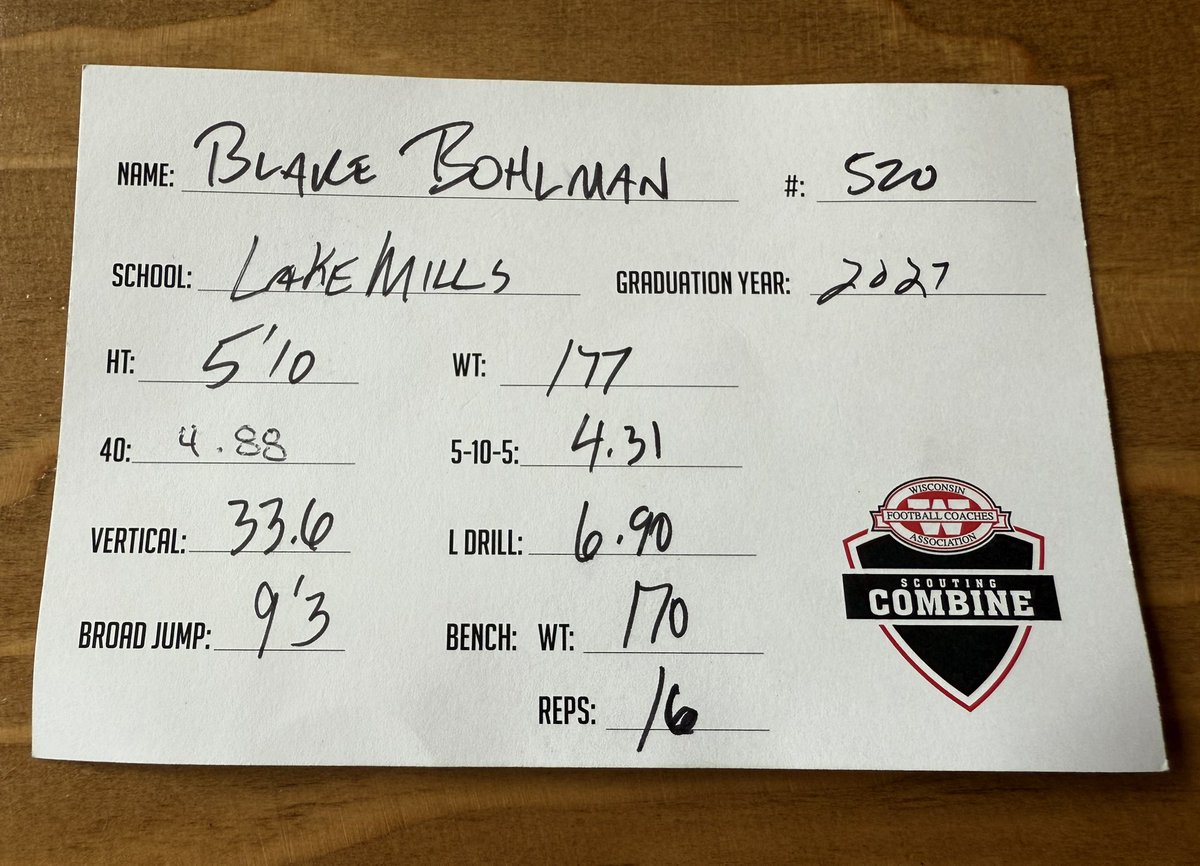 NAME: BLAKE BOHLMAN #: 520
SCHOOL: LAKE MILLS GRADUATION YEAR: 2027
HT: 5'10 WT: 177
40: 4.88 5-10-5: 4.31
VERTICAL: 33.6 L DRILL: 6.90
BROAD JUMP: 9'3 BENCH: WT: 170
REPS: 16
WISCONSIN
FOOTBALL COACHES
ASSOCIATION
SCOUTING
COMBINE